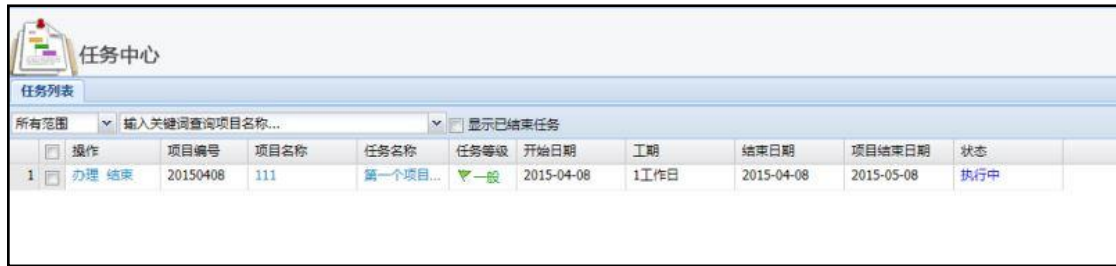 任务中心
任务列表
所有范围 输入关键词查询项目名称... 显示已结束任务
操作 项目编号 项目名称 任务名称 任务等级 开始日期 工期 结束日期 项目结束日期 状态
1 办理 结束 20150408 111 第一个项目... 一般 2015-04-08 1工作日 2015-04-08 2015-05-08 执行中